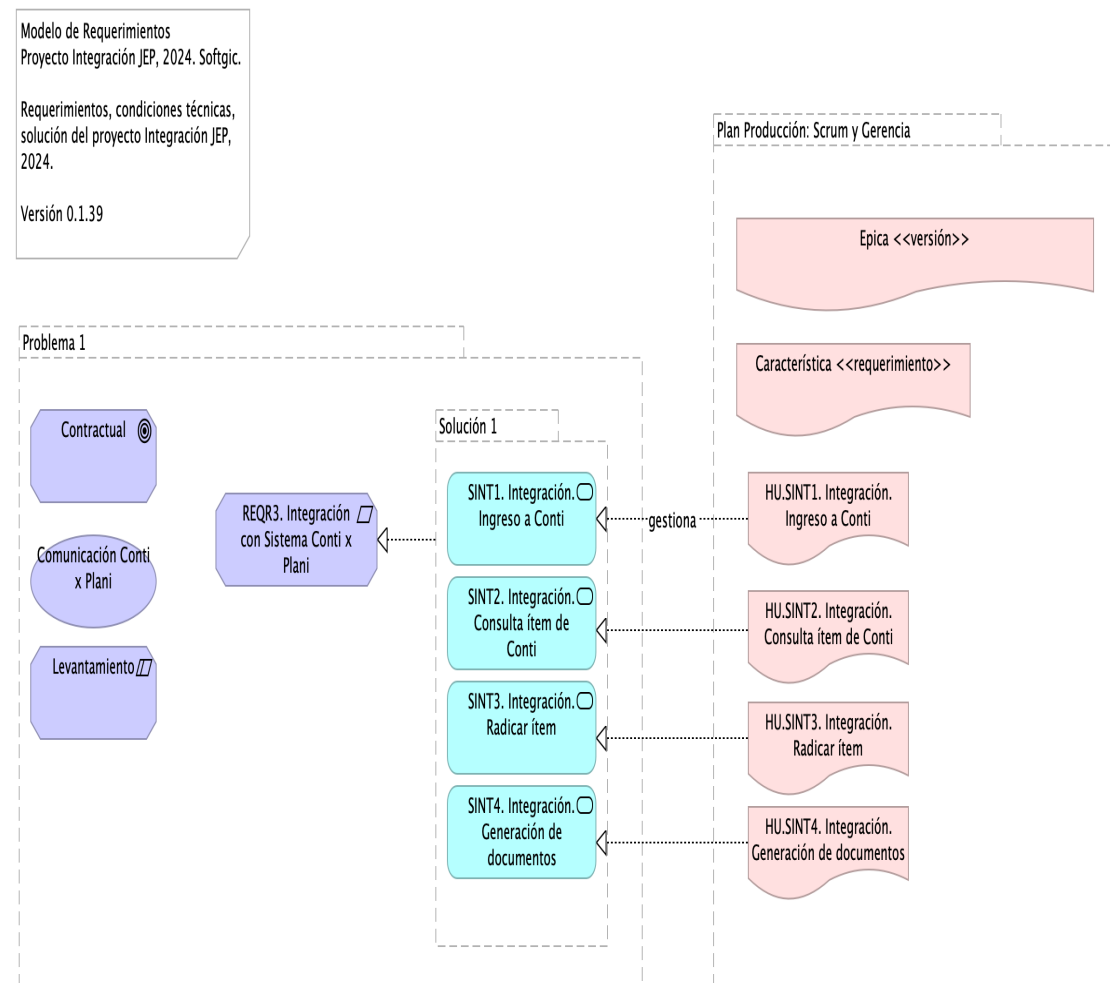 Modelo de Requerimientos
Proyecto Integración JEP, 2024. Softgic.
Requerimientos, condiciones técnicas,
solución del proyecto Integración JEP,
2024.
Versión 0.1.39
Plan Producción: Scrum y Gerencia
Epica <<versión>>
Característica <<requerimiento>>
Problema 1
Contractual
Comunicación Conti
x Plani
Levantamiento
REQR3. Integración
con Sistema Conti x
Plani
Solución 1
SINT1. Integración.
Ingreso a Conti
gestiona
HU.SINT1. Integración.
Ingreso a Conti
SINT2. Integración.
Consulta ítem de
Conti
HU.SINT2. Integración.
Consulta ítem de Conti
SINT3. Integración.
Radicar ítem
HU.SINT3. Integración.
Radicar ítem
SINT4. Integración.
Generación de
documentos
HU.SINT4. Integración.
Generación de documentos